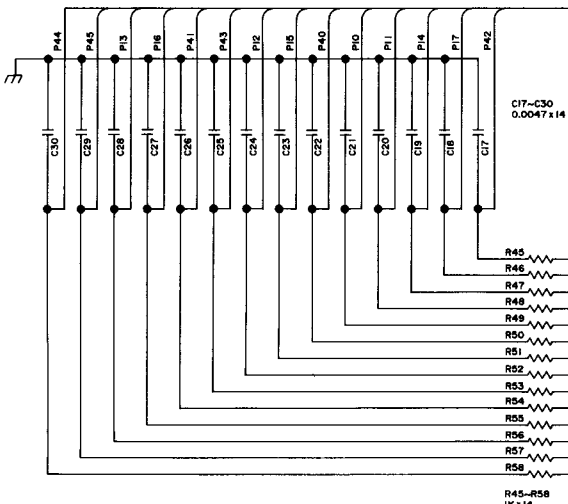 P44
P45
P13
P16
P41
P43
P12
P15
P40
P10
P11
P14
P17
P42
C17~C30
0.0047x14
C30
C29
C28
C27
C26
C25
C24
C23
C22
C21
C20
C19
C18
C17
R45
R46
R47
R48
R49
R50
R51
R52
R53
R54
R55
R56
R57
R58
R45~R58
1Kx14